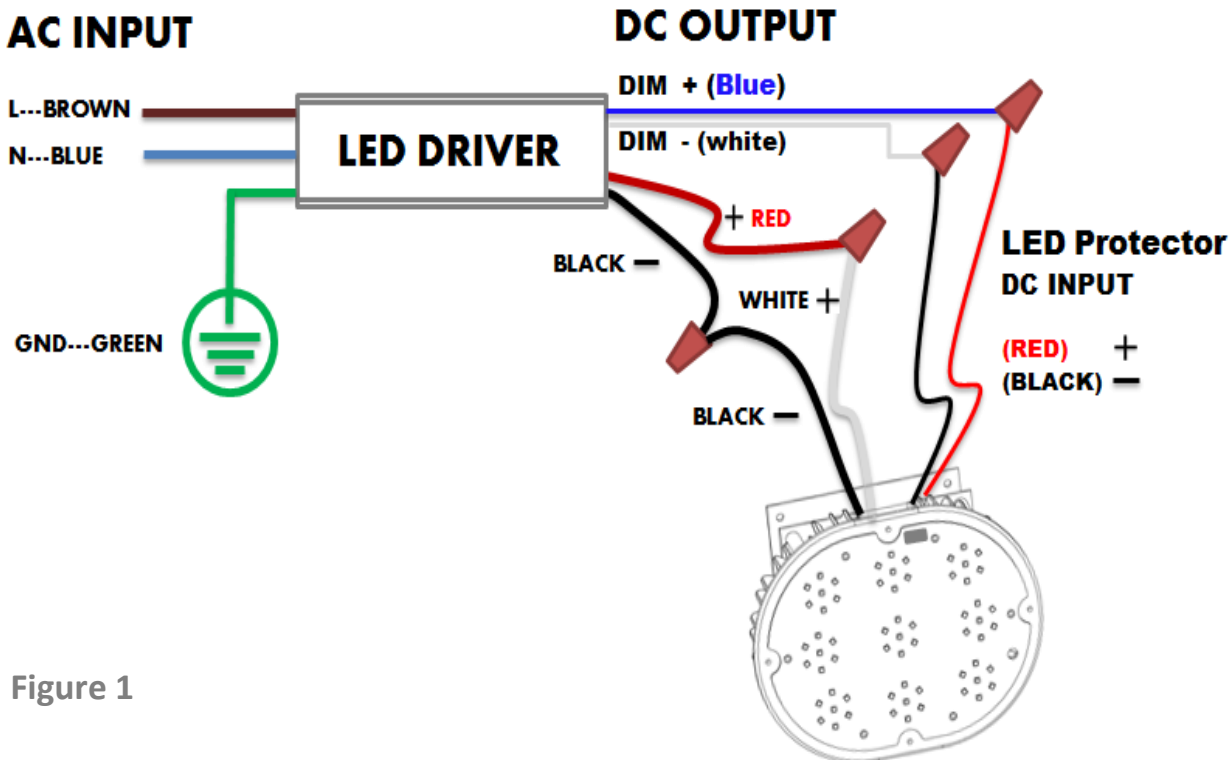 AC INPUT
DC OUTPUT
L---BROWN
N---BLUE
GND---GREEN
LED DRIVER
DIM + (Blue)
DIM - (white)
+ RED
BLACK −
WHITE +
BLACK −
LED Protector
DC INPUT
(RED) +
(BLACK) −
Figure 1